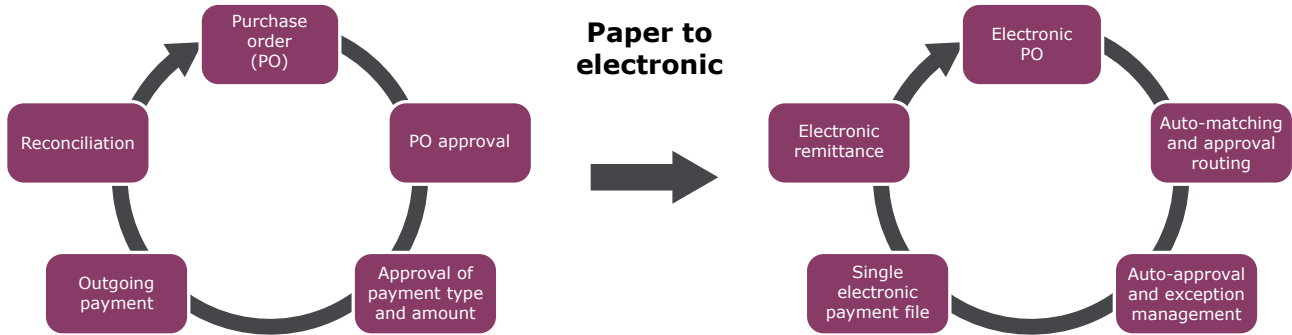 Purchase
order
(PO)
PO approval
Approval of
payment type
and amount
Outgoing
payment
Reconciliation
Paper to
electronic
Electronic
PO
Auto-matching
and approval
routing
Auto-approval
and exception
management
Single
electronic
payment file
Electronic
remittance